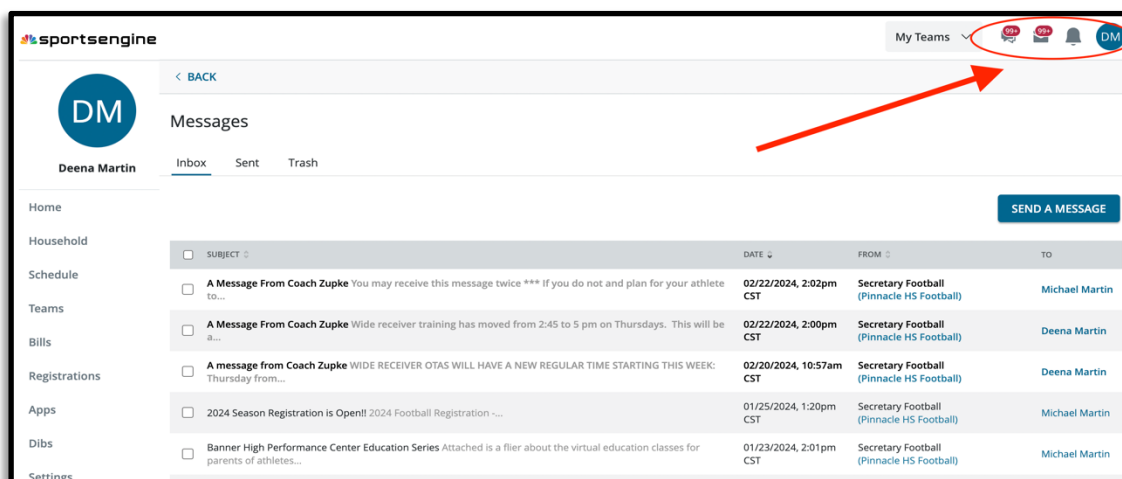 sportsengine
My Teams
99+
99+
DM
DM
Deena Martin
Home
Household
Schedule
Teams
Bills
Registrations
Apps
Dibs
Settings
< BACK
Messages
Inbox Sent Trash
SEND A MESSAGE
SUBJECT DATE FROM TO
A Message From Coach Zupke You may receive this message twice *** If you do not and plan for your athlete
to...
02/22/2024, 2:02pm
CST
Secretary Football
(Pinnacle HS Football)
Michael Martin
A Message From Coach Zupke Wide receiver training has moved from 2:45 to 5 pm on Thursdays. This will be
a...
02/22/2024, 2:00pm
CST
Secretary Football
(Pinnacle HS Football)
Deena Martin
A message from Coach Zupke WIDE RECEIVER OTAS WILL HAVE A NEW REGULAR TIME STARTING THIS WEEK:
Thursday from...
02/20/2024, 10:57am
CST
Secretary Football
(Pinnacle HS Football)
Deena Martin
2024 Season Registration is Open!! 2024 Football Registration -...
01/25/2024, 1:20pm
CST
Secretary Football
(Pinnacle HS Football)
Michael Martin
Banner High Performance Center Education Series Attached is a flier about the virtual education classes for
parents of athletes...
01/23/2024, 2:01pm
CST
Secretary Football
(Pinnacle HS Football)
Michael Martin